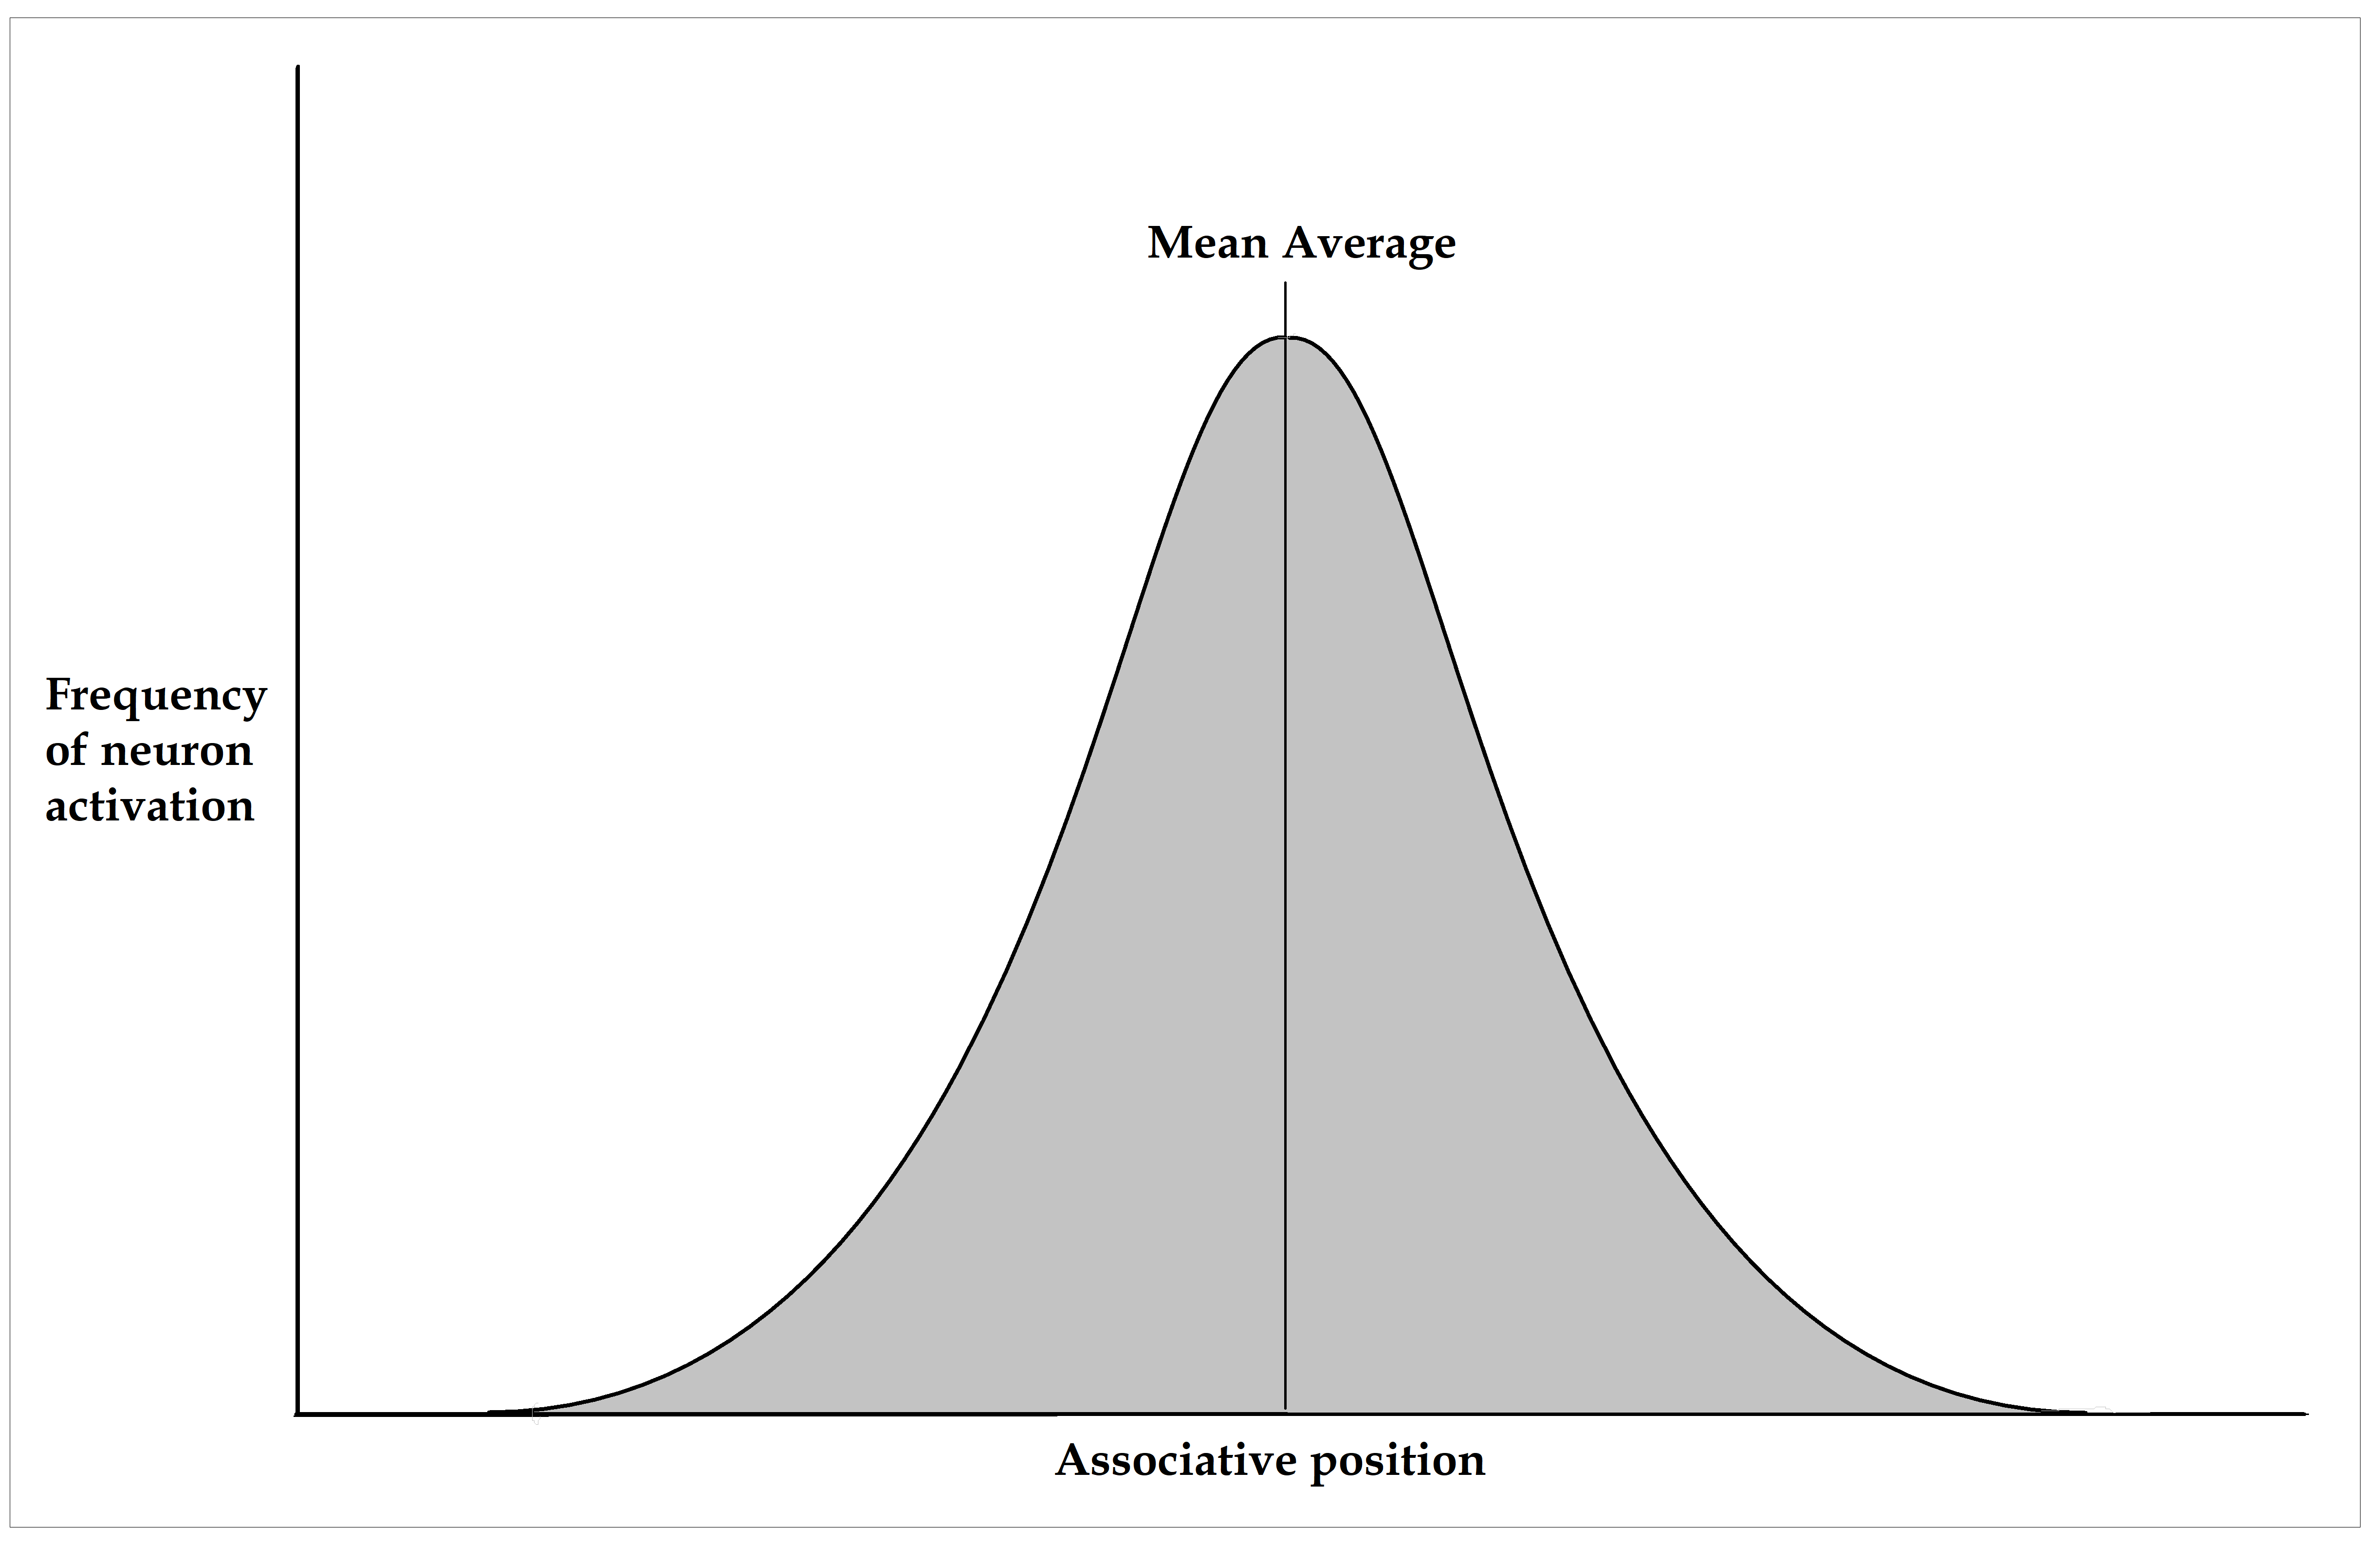 Mean Average
Frequency
of neuron
activation
Associative position